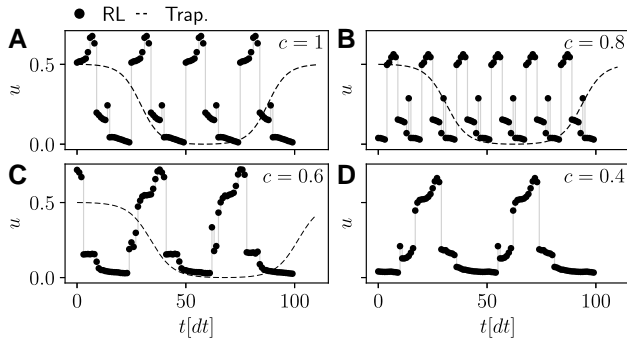 RL Trap.
A c = 1
B c = 0.8
u 0.5 0.0
u
C c = 0.6
D c = 0.4
u 0.5 0.0
u
0 50 100
0 50 100
t[dt]
t[dt]